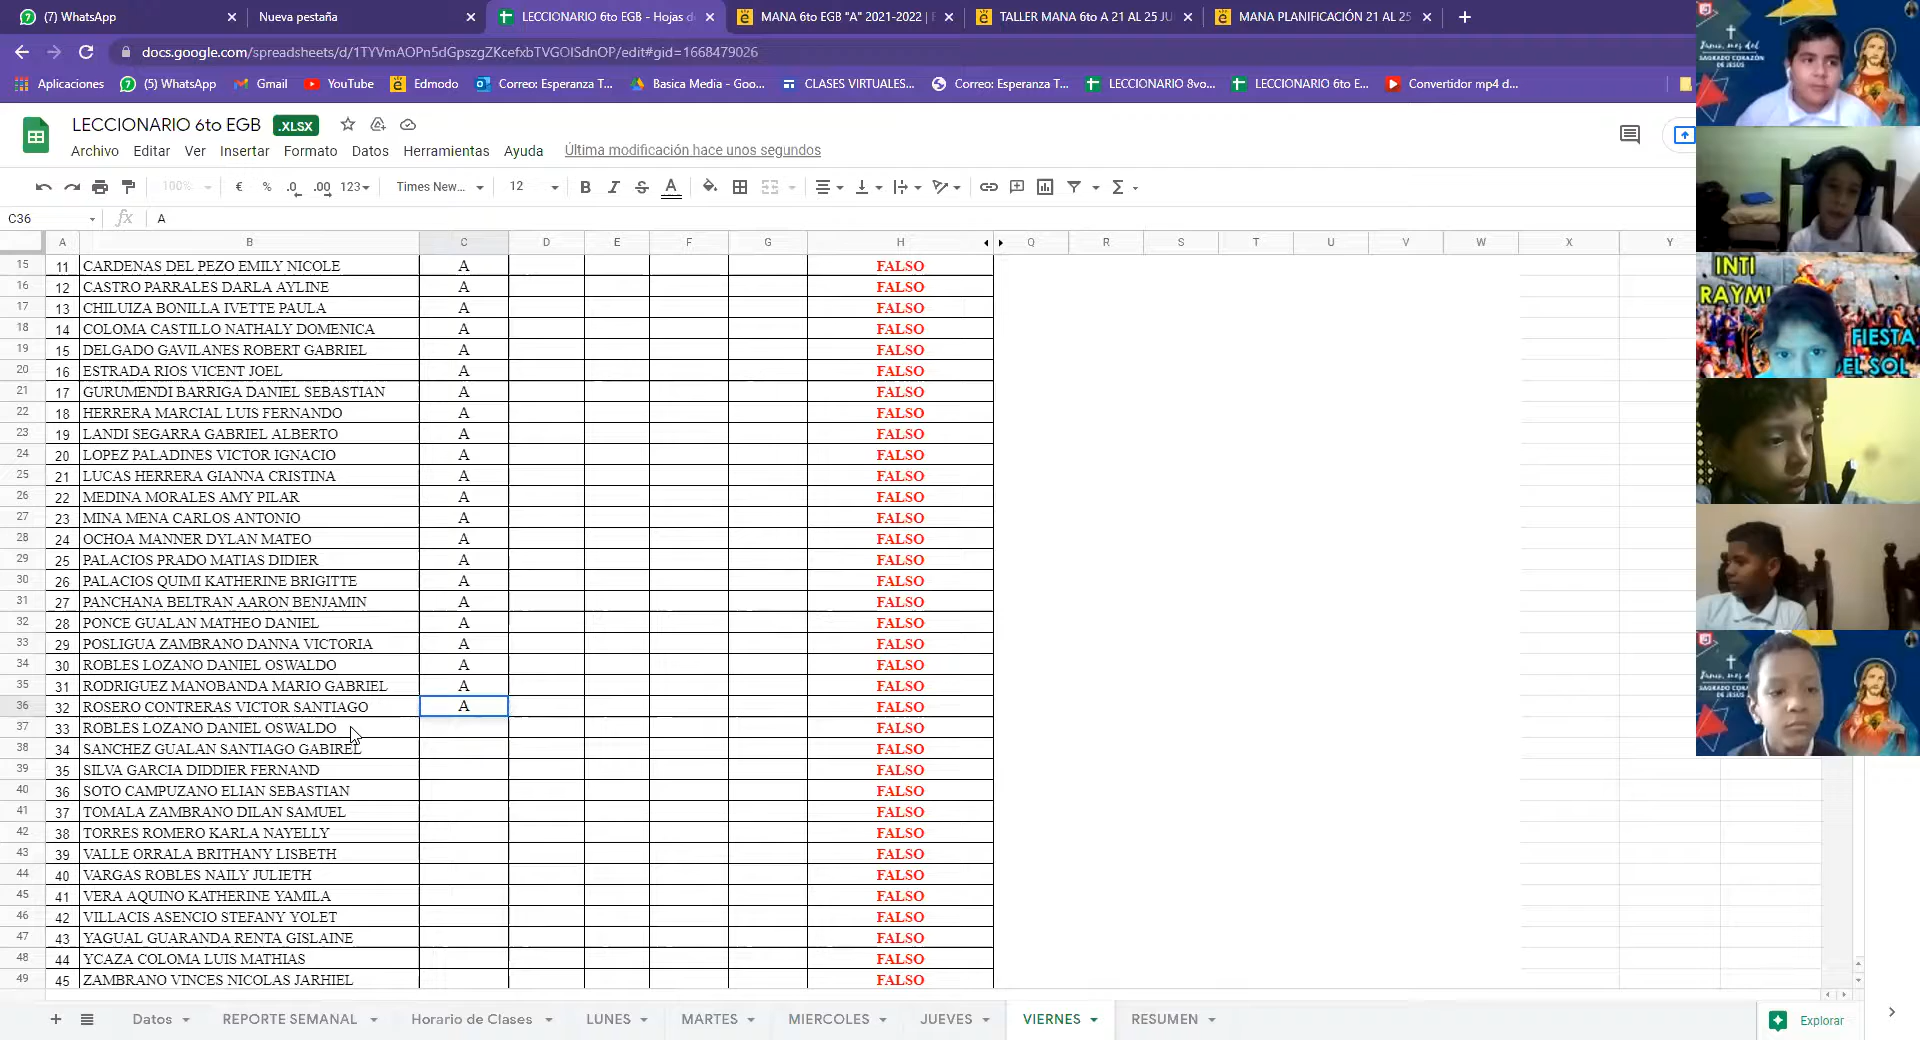 (7) WhatsApp
Nueva pestaña
LECCIONARIO 6to EGB - Hojas de
MANA 6to EGB "A" 2021-2022 | E
TALLER MANA 6to A 21 AL 25 JU
MANA PLANIFICACIÓN 21 AL 25
docs.google.com/spreadsheets/d/1TYVmAOPn5dGpszgZKcefxbTVGOISdnOP/edit#gid=1668479026
Aplicaciones
(5) WhatsApp
Gmail
YouTube
Edmodo
Correo: Esperanza T...
Basica Media - Goo...
CLASES VIRTUALES...
Correo: Esperanza T...
LECCIONARIO 8vo...
LECCIONARIO 6to E...
Convertidor mp4 d...
LECCIONARIO 6to EGB .XLSX
Archivo Editar Ver Insertar Formato Datos Herramientas Ayuda Última modificación hace unos segundos
100% € % .0 .00 123 Times New... 12 B I S A
C36 fx A
A B C D E F G H Q R S T U V W X Y
15 11 CARDENAS DEL PEZO EMILY NICOLE A FALSO
16 12 CASTRO PARRALES DARLA AYLINE A FALSO
17 13 CHILUIZA BONILLA IVETTE PAULA A FALSO
18 14 COLOMA CASTILLO NATHALY DOMENICA A FALSO
19 15 DELGADO GAVILANES ROBERT GABRIEL A FALSO
20 16 ESTRADA RIOS VICENT JOEL A FALSO
21 17 GURUMENDI BARRIGA DANIEL SEBASTIAN A FALSO
22 18 HERRERA MARCIAL LUIS FERNANDO A FALSO
23 19 LANDI SEGARRA GABRIEL ALBERTO A FALSO
24 20 LOPEZ PALADINES VICTOR IGNACIO A FALSO
25 21 LUCAS HERRERA GIANNA CRISTINA A FALSO
26 22 MEDINA MORALES AMY PILAR A FALSO
27 23 MINA MENA CARLOS ANTONIO A FALSO
28 24 OCHOA MANNER DYLAN MATEO A FALSO
29 25 PALACIOS PRADO MATIAS DIDIER A FALSO
30 26 PALACIOS QUIMI KATHERINE BRIGITTE A FALSO
31 27 PANCHANA BELTRAN AARON BENJAMIN A FALSO
32 28 PONCE GUALAN MATHEO DANIEL A FALSO
33 29 POSLIGUA ZAMBRANO DANNA VICTORIA A FALSO
34 30 ROBLES LOZANO DANIEL OSWALDO A FALSO
35 31 RODRIGUEZ MANOBANDA MARIO GABRIEL A FALSO
36 32 ROSERO CONTRERAS VICTOR SANTIAGO A FALSO
37 33 ROBLES LOZANO DANIEL OSWALDO FALSO
38 34 SANCHEZ GUALAN SANTIAGO GABIREL FALSO
39 35 SILVA GARCIA DIDDIER FERNAND FALSO
40 36 SOTO CAMPUZANO ELIAN SEBASTIAN FALSO
41 37 TOMALA ZAMBRANO DILAN SAMUEL FALSO
42 38 TORRES ROMERO KARLA NAYELLY FALSO
43 39 VALLE ORRALA BRITHANY LISBETH FALSO
44 40 VARGAS ROBLES NAILY JULIETH FALSO
45 41 VERA AQUINO KATHERINE YAMILA FALSO
46 42 VILLACIS ASENCIO STEFANY YOLET FALSO
47 43 YAGUAL GUARANDA RENTA GISLAINE FALSO
48 44 YCAZA COLOMA LUIS MATHIAS FALSO
49 45 ZAMBRANO VINCES NICOLAS JARHIEL FALSO
Datos REPORTE SEMANAL Horario de Clases LUNES MARTES MIERCOLES JUEVES VIERNES RESUMEN
Explorar
SAGRADO CORAZÓN
DE JESÚS
INTI
RAYMI
FIESTA
DEL SOL
SAGRADO CORAZÓN
DE JESÚS